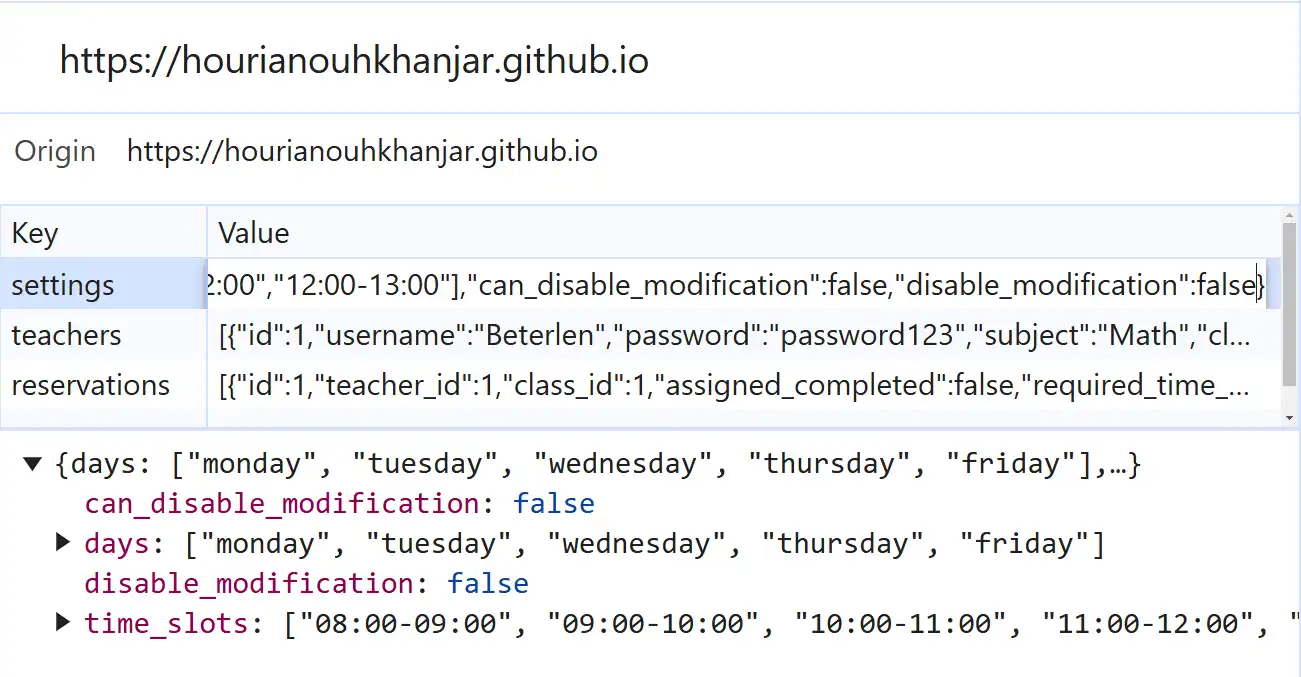 https://hourianouhkhanjar.github.io
Origin https://hourianouhkhanjar.github.io
Key Value
settings 2:00","12:00-13:00"],"can_disable_modification":false,"disable_modification":false}
teachers [{"id":1,"username":"Beterlen","password":"password123","subject":"Math","cl...
reservations [{"id":1,"teacher_id":1,"class_id":1,"assigned_completed":false,"required_time_...
▼ {days: ["monday", "tuesday", "wednesday", "thursday", "friday"],…}
can_disable_modification: false
▶ days: ["monday", "tuesday", "wednesday", "thursday", "friday"]
disable_modification: false
▶ time_slots: ["08:00-09:00", "09:00-10:00", "10:00-11:00", "11:00-12:00", "